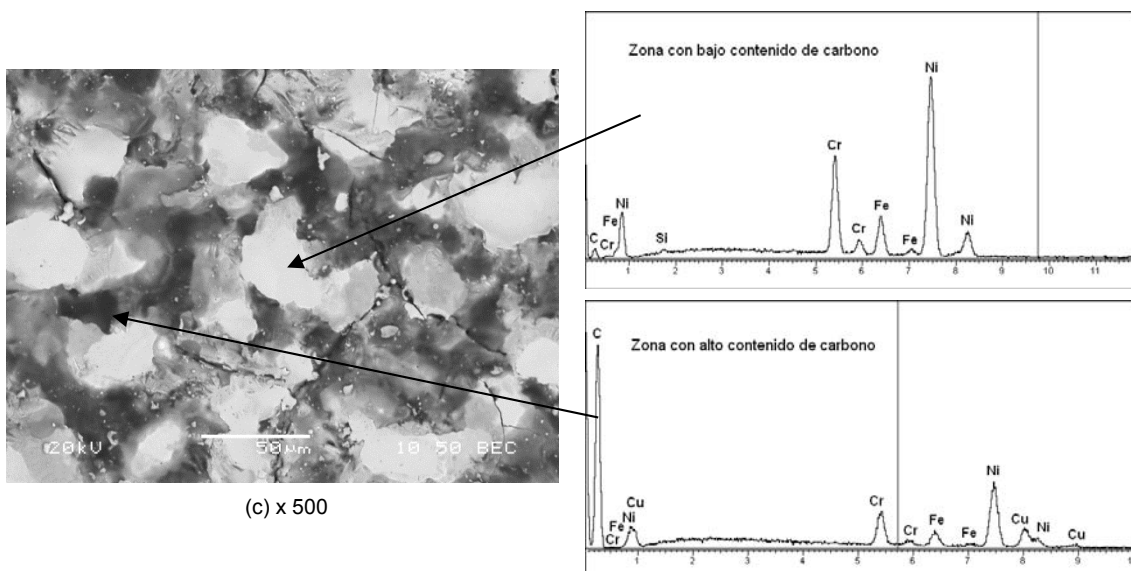 Zona con bajo contenido de carbono
Ni
Cr
Fe
Ni
Ni
Fe
C
Cr
Si
Cr
Fe
1 2 3 4 5 6 7 8 9 10 11
Zona con alto contenido de carbono
C
Ni
Cu
Fe
Ni
Cr
Cr
Cr
Fe
Fe
Cu
Ni
Cu
1 2 3 4 5 6 7 8 9
20kV 50µm 10 50 BEC
(c) x 500